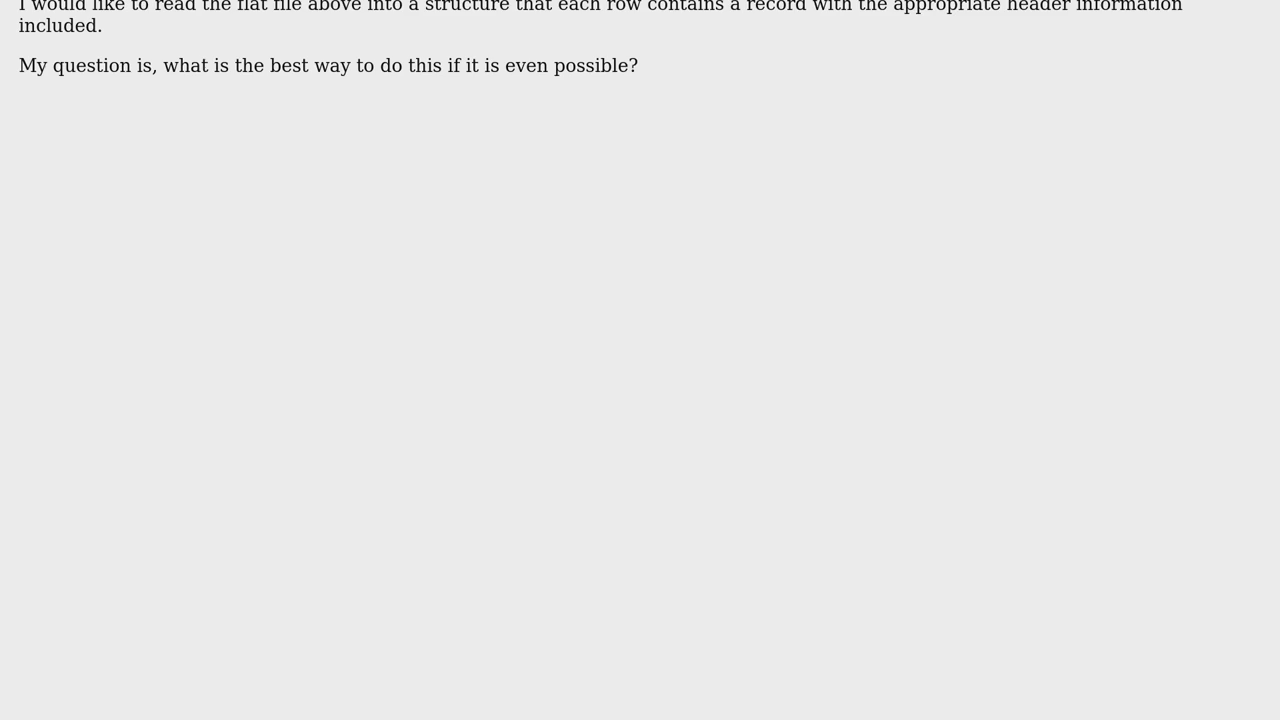 I would like to read the flat file above into a structure that each row contains a record with the appropriate header information
included.
My question is, what is the best way to do this if it is even possible?